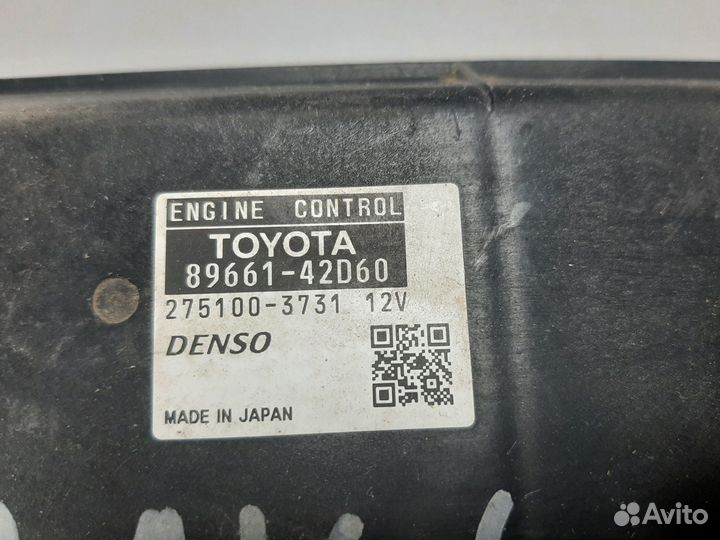 ENGINE CONTROL
TOYOTA
89661-42D60
275100-3731 12V
DENSO
MADE IN JAPAN
Avito